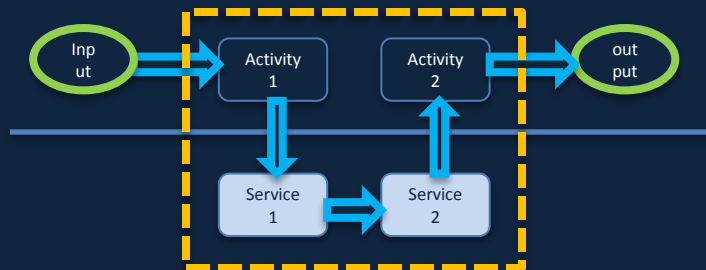 Inp
ut
Activity
1
Activity
2
out
put
Service
1
Service
2